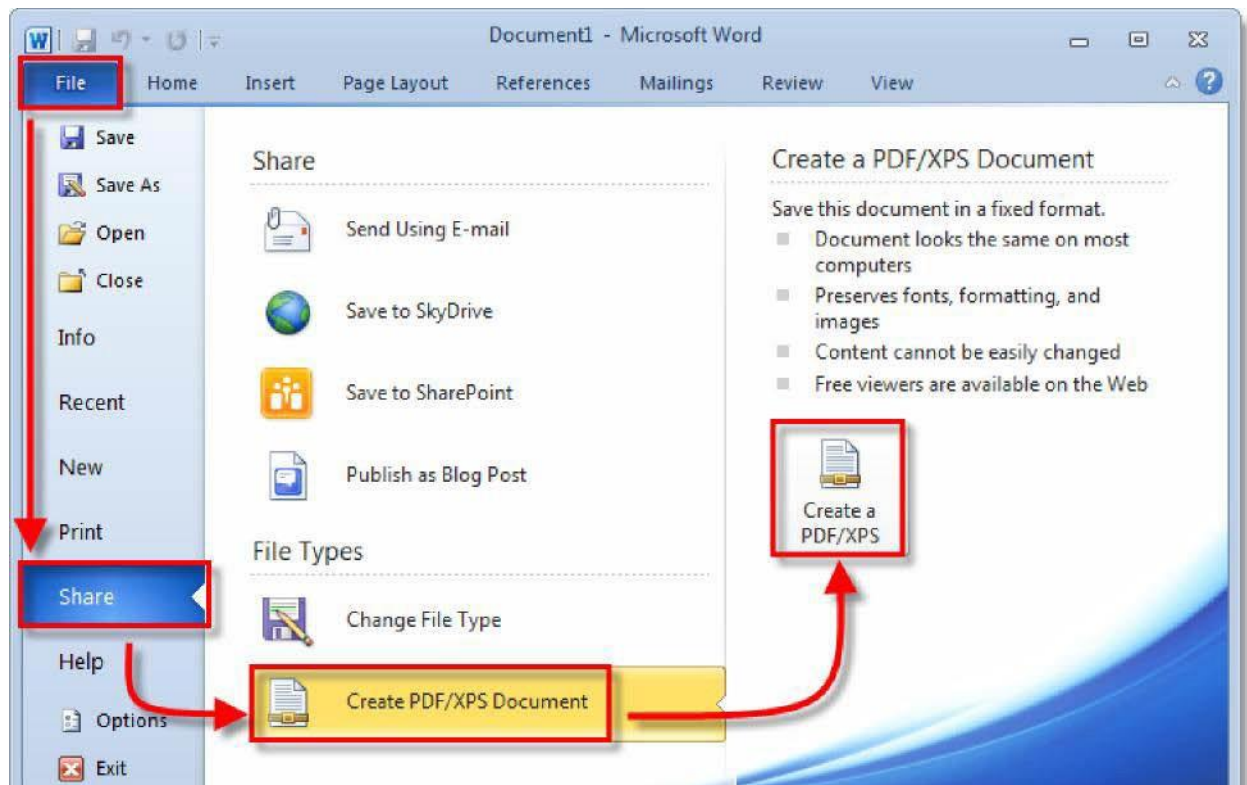 Document1 - Microsoft Word
File Home Insert Page Layout References Mailings Review View
Save
Save As
Open
Close
Info
Recent
New
Print
Share
Help
Options
Exit
Share
Send Using E-mail
Save to SkyDrive
Save to SharePoint
Publish as Blog Post
File Types
Change File Type
Create PDF/XPS Document
Create a PDF/XPS Document
Save this document in a fixed format.
Document looks the same on most
computers
Preserves fonts, formatting, and
images
Content cannot be easily changed
Free viewers are available on the Web
Create a
PDF/XPS